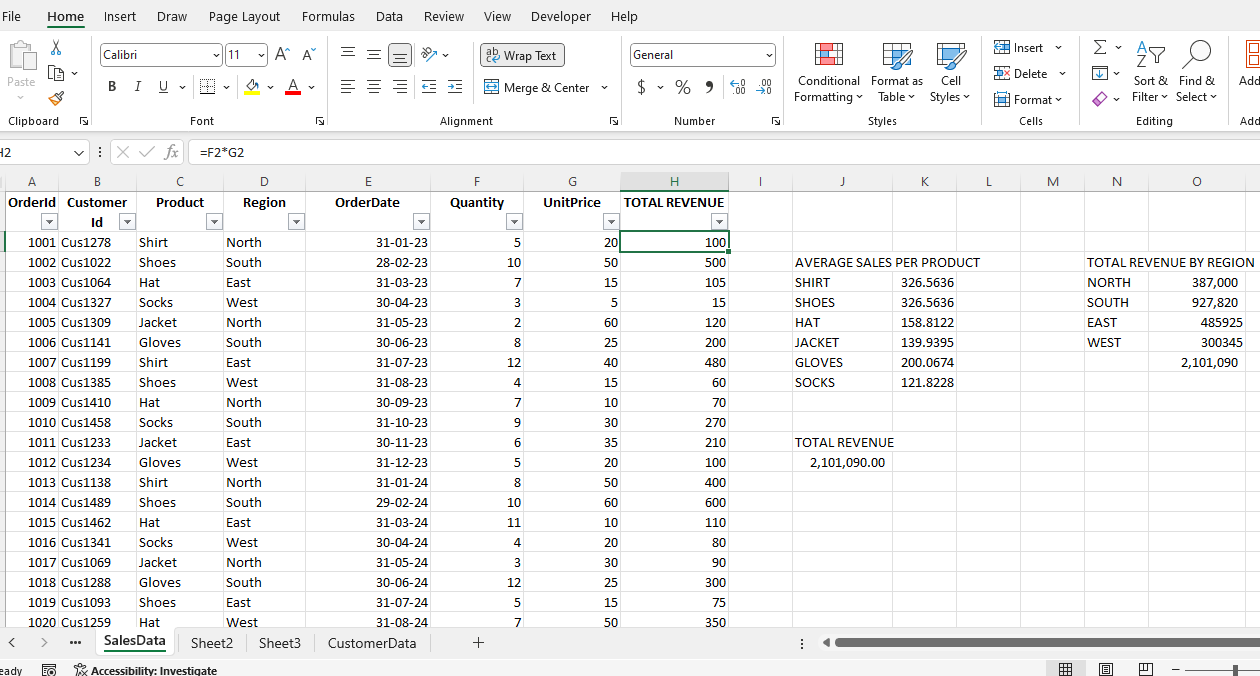 File Home Insert Draw Page Layout Formulas Data Review View Developer Help
Calibri 11 ab Wrap Text General Insert
Paste Conditional Format as Cell Delete Sort & Find & Add
B I U A Merge & Center $ % Formatting Table Styles Format Filter Select
Clipboard Font Alignment Number Styles Cells Editing Add
H2 fx =F2*G2
A B C D E F G H I J K L M N O
OrderId Customer Id Product Region OrderDate Quantity UnitPrice TOTAL REVENUE
1001 Cus1278 Shirt North 31-01-23 5 20 100
1002 Cus1022 Shoes South 28-02-23 10 50 500 AVERAGE SALES PER PRODUCT TOTAL REVENUE BY REGION
1003 Cus1064 Hat East 31-03-23 7 15 105 SHIRT 326.5636 NORTH 387,000
1004 Cus1327 Socks West 30-04-23 3 5 15 SHOES 326.5636 SOUTH 927,820
1005 Cus1309 Jacket North 31-05-23 2 60 120 HAT 158.8122 EAST 485925
1006 Cus1141 Gloves South 30-06-23 8 25 200 JACKET 139.9395 WEST 300345
1007 Cus1199 Shirt East 31-07-23 12 40 480 GLOVES 200.0674 2,101,090
1008 Cus1385 Shoes West 31-08-23 4 15 60 SOCKS 121.8228
1009 Cus1410 Hat North 30-09-23 7 10 70
1010 Cus1458 Socks South 31-10-23 9 30 270
1011 Cus1233 Jacket East 30-11-23 6 35 210 TOTAL REVENUE
1012 Cus1234 Gloves West 31-12-23 5 20 100 2,101,090.00
1013 Cus1138 Shirt North 31-01-24 8 50 400
1014 Cus1489 Shoes South 29-02-24 10 60 600
1015 Cus1462 Hat East 31-03-24 11 10 110
1016 Cus1341 Socks West 30-04-24 4 20 80
1017 Cus1069 Jacket North 31-05-24 3 30 90
1018 Cus1288 Gloves South 30-06-24 12 25 300
1019 Cus1093 Shoes East 31-07-24 5 15 75
1020 Cus1259 Hat West 31-08-24 7 50 350
SalesData Sheet2 Sheet3 CustomerData
eady Accessibility: Investigate